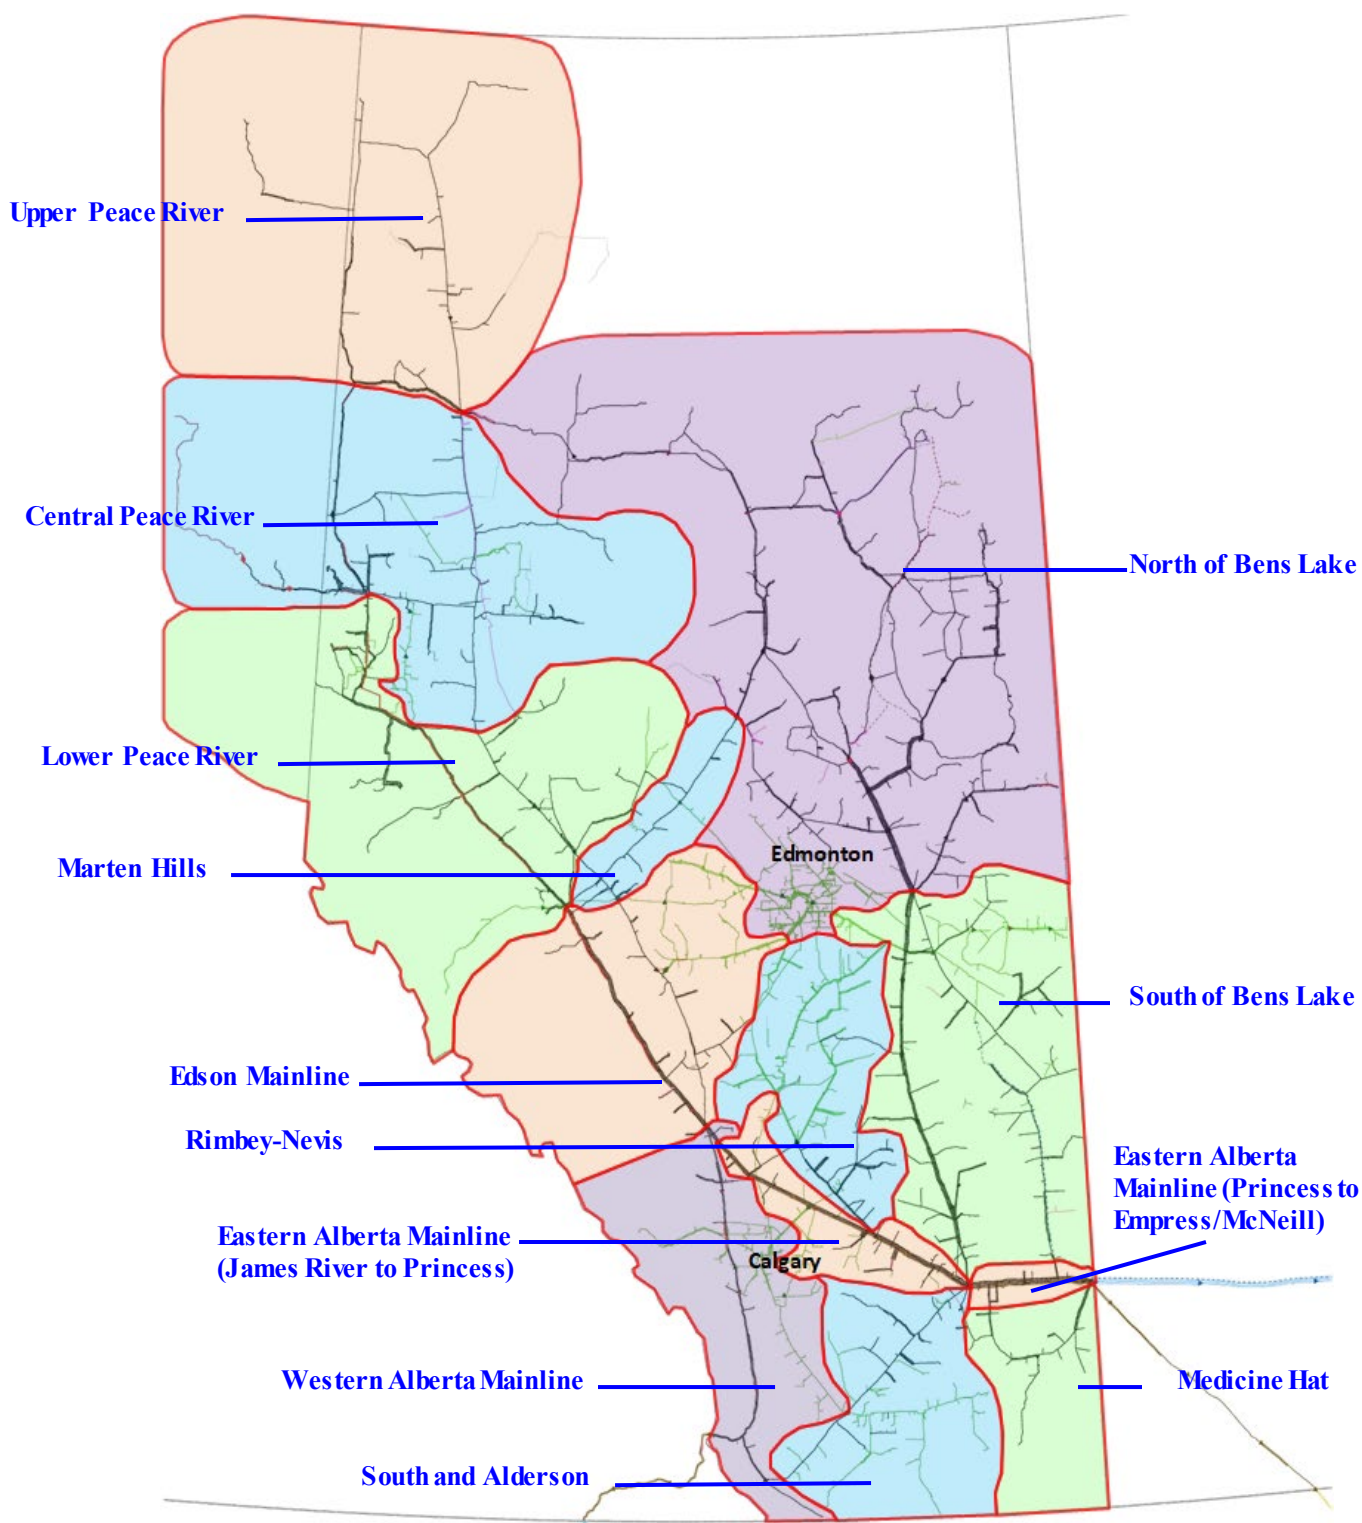 Upper Peace River
Central Peace River
North of Bens Lake
Lower Peace River
Edmonton
Marten Hills
South of Bens Lake
Edson Mainline
Rimbey-Nevis
Eastern Alberta
Mainline (Princess to
Empress/McNeill)
Eastern Alberta Mainline
(James River to Princess)
Calgary
Western Alberta Mainline
Medicine Hat
South and Alderson